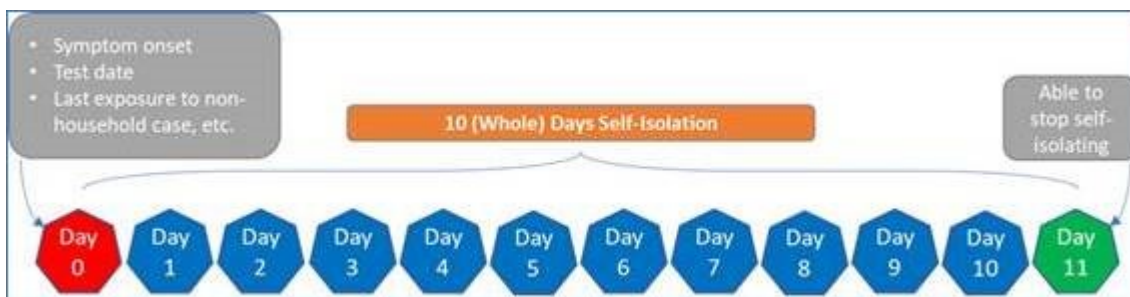 • Symptom onset
• Test date
• Last exposure to non-
household case, etc.
10 (Whole) Days Self-Isolation
Able to
stop self-
isolating
Day
0
Day
1
Day
2
Day
3
Day
4
Day
5
Day
6
Day
7
Day
8
Day
9
Day
10
Day
11